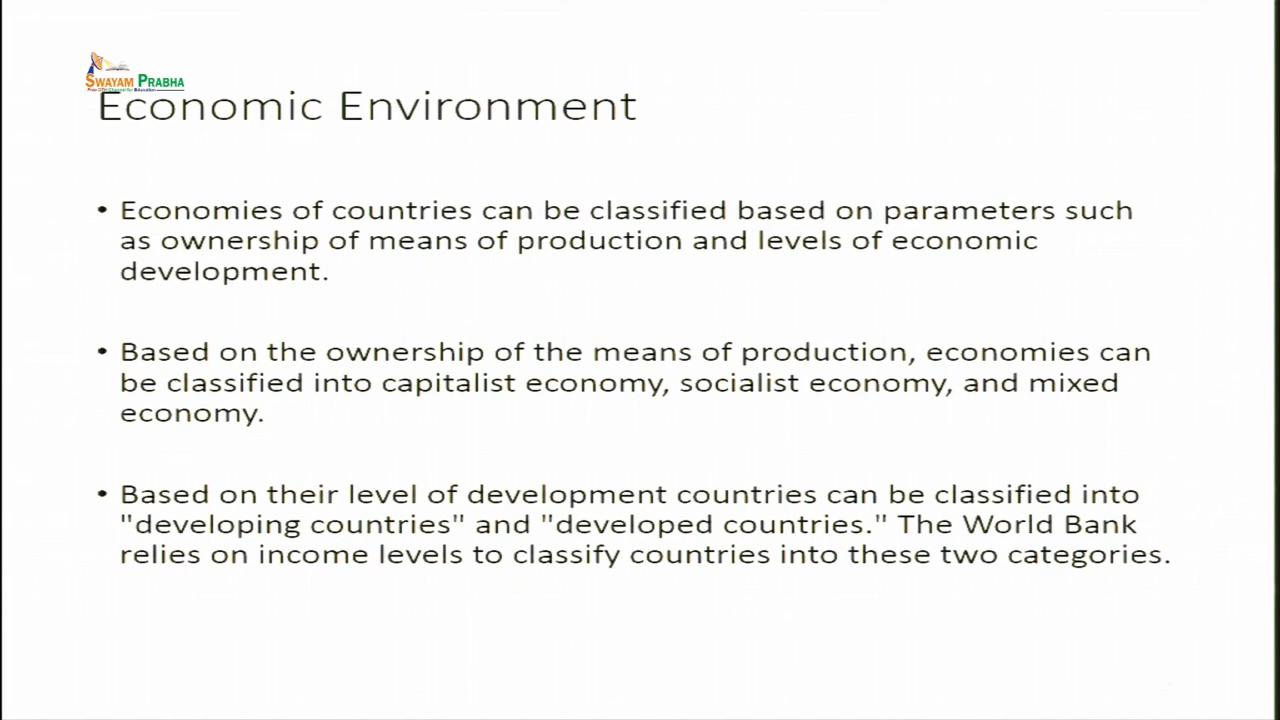 SWAYAM PRABHA
Economic Environment
• Economies of countries can be classified based on parameters such
as ownership of means of production and levels of economic
development.
• Based on the ownership of the means of production, economies can
be classified into capitalist economy, socialist economy, and mixed
economy.
• Based on their level of development countries can be classified into
"developing countries" and "developed countries." The World Bank
relies on income levels to classify countries into these two categories.